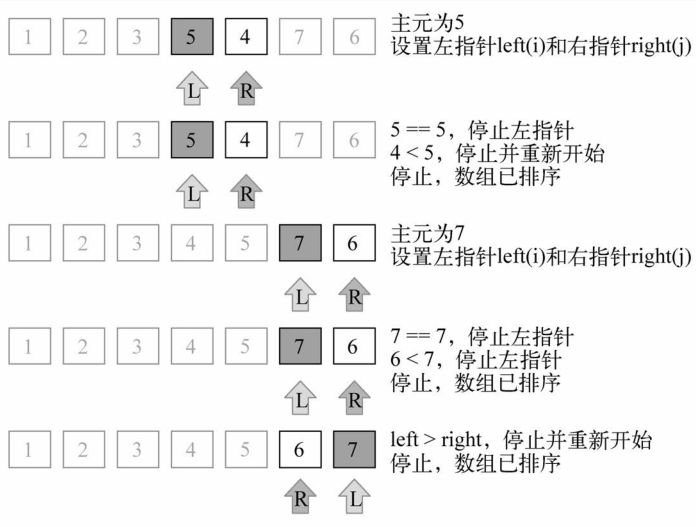 1 2 3 5 4 7 6
主元为5
设置左指针left(i)和右指针right(j)
L R
1 2 3 5 4 7 6
5 == 5，停止左指针
4 < 5，停止并重新开始
停止，数组已排序
L R
1 2 3 4 5 7 6
主元为7
设置左指针left(i)和右指针right(j)
L R
1 2 3 4 5 7 6
7 == 7，停止左指针
6 < 7，停止左指针
停止，数组已排序
L R
1 2 3 4 5 6 7
left > right，停止并重新开始
停止，数组已排序
R L